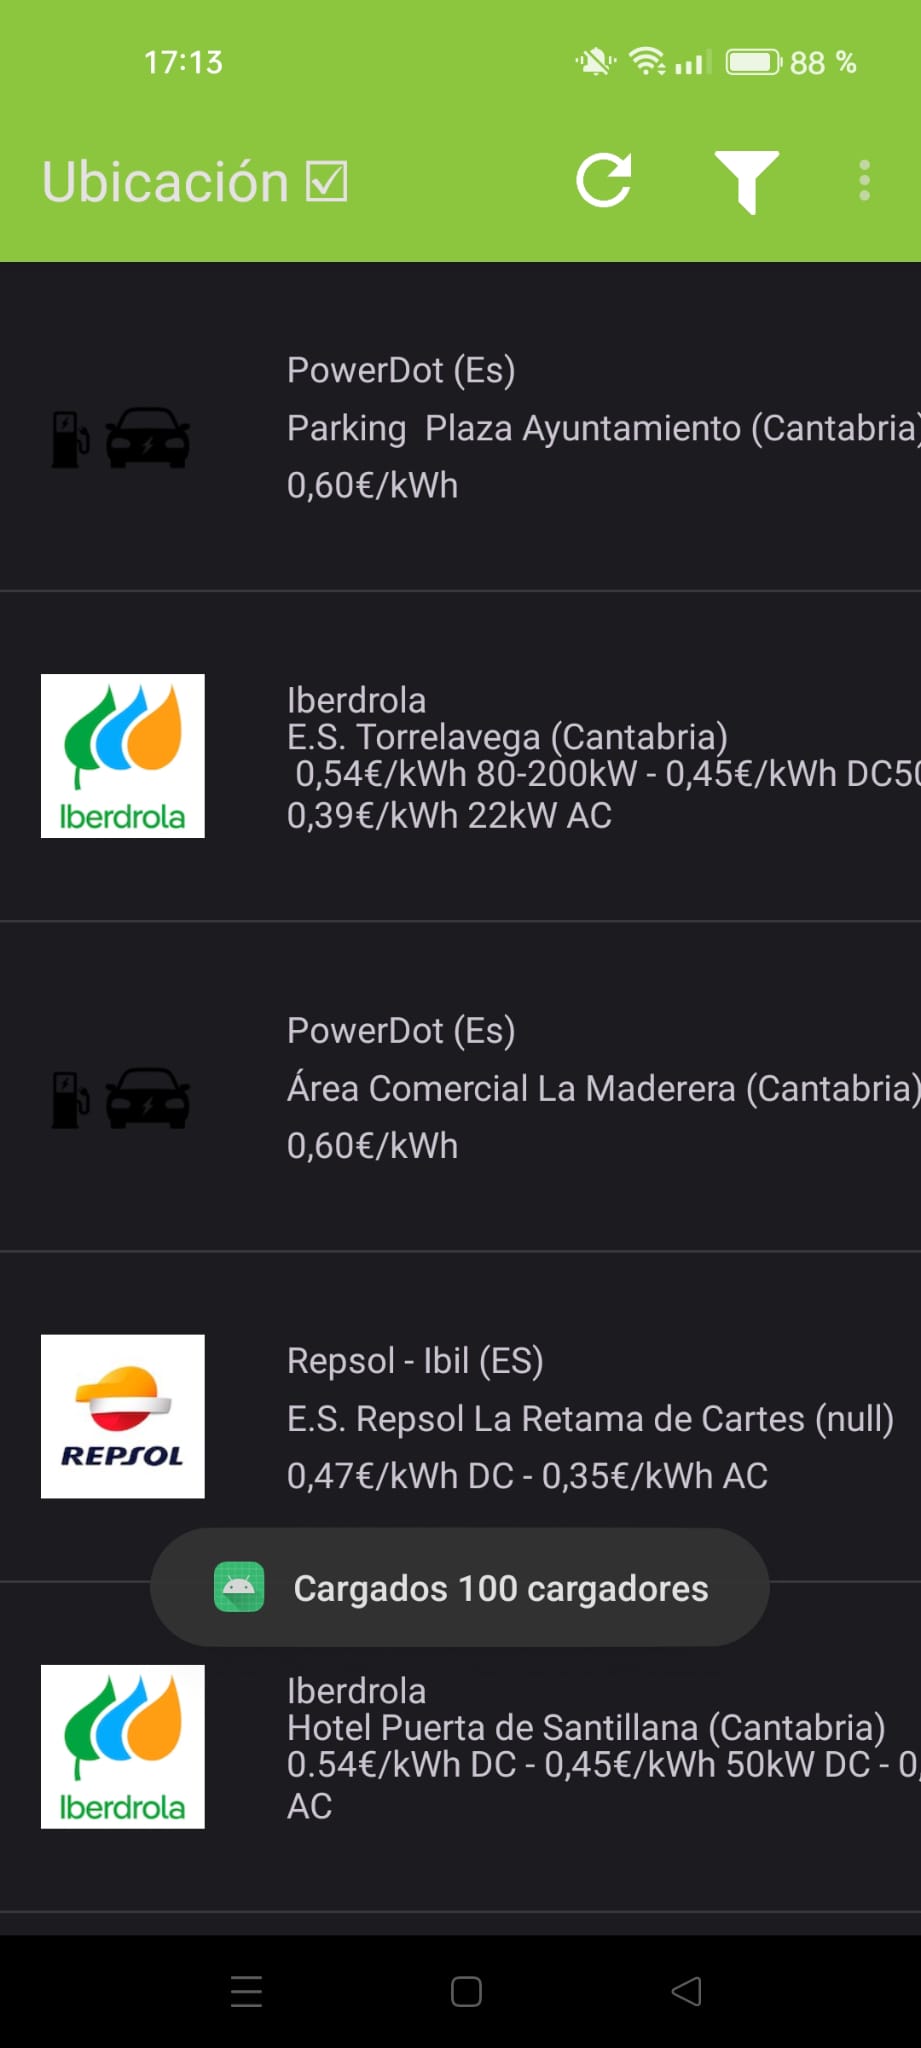 17:13
88 %
Ubicación ☑
PowerDot (Es)
Parking  Plaza Ayuntamiento (Cantabria)
0,60€/kWh
Iberdrola
Iberdrola
E.S. Torrelavega (Cantabria)
0,54€/kWh 80-200kW - 0,45€/kWh DC50
0,39€/kWh 22kW AC
PowerDot (Es)
Área Comercial La Maderera (Cantabria)
0,60€/kWh
REPSOL
Repsol - Ibil (ES)
E.S. Repsol La Retama de Cartes (null)
0,47€/kWh DC - 0,35€/kWh AC
Cargados 100 cargadores
Iberdrola
Iberdrola
Hotel Puerta de Santillana (Cantabria)
0.54€/kWh DC - 0,45€/kWh 50kW DC - 0,
AC